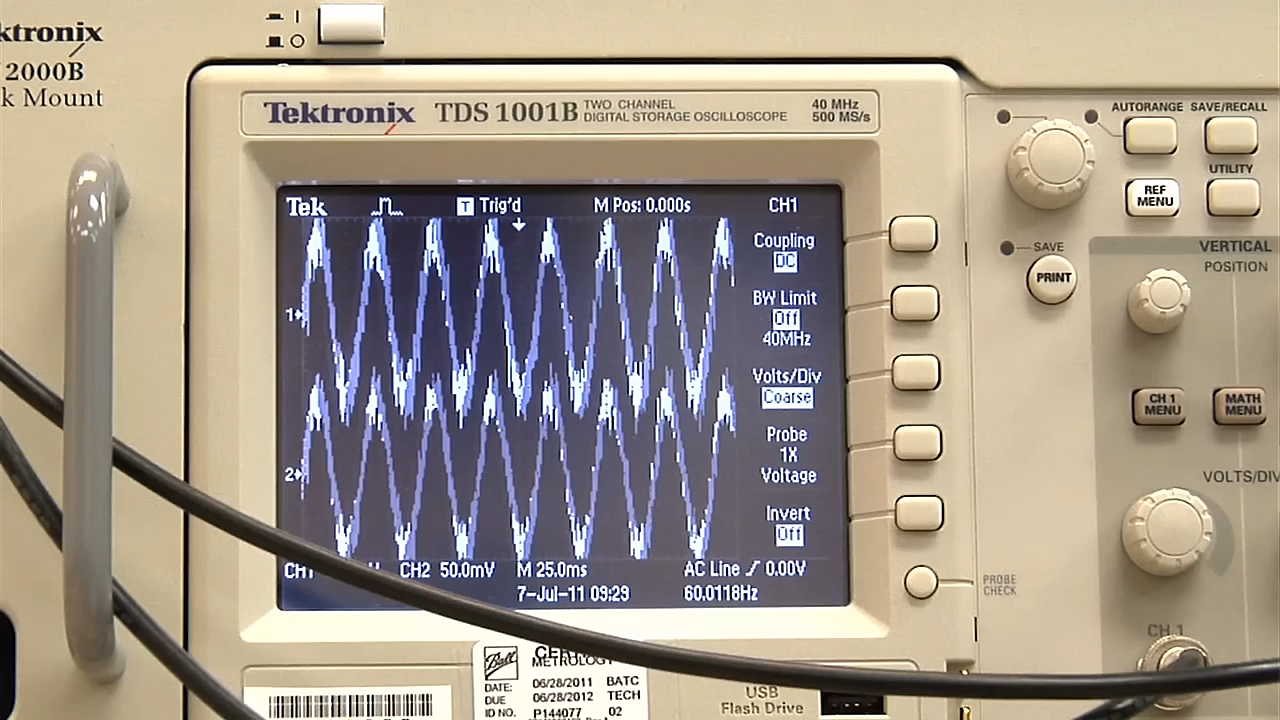 ktronix
2000B
k Mount
Tektronix TDS 1001B TWO CHANNEL DIGITAL STORAGE OSCILLOSCOPE 40 MHz 500 MS/s
AUTORANGE SAVE/RECALL
UTILITY
REF MENU
SAVE
PRINT
VERTICAL
POSITION
CH 1 MENU
MATH MENU
VOLTS/DIV
PROBE CHECK
CH 1
Tek T Trig'd M Pos: 0.000s CH1
Coupling
DC
BW Limit
Off
40MHz
Volts/Div
Coarse
Probe
1X
Voltage
Invert
Off
1
2
CH1 CH2 50.0mV M 25.0ms AC Line 0.00V
7-Jul-11 09:29 60.0118Hz
Ball
METROLOGY
DATE: 06/28/2011 BATC
DUE 06/28/2012 TECH
ID NO. P144077 02
USB
Flash Drive